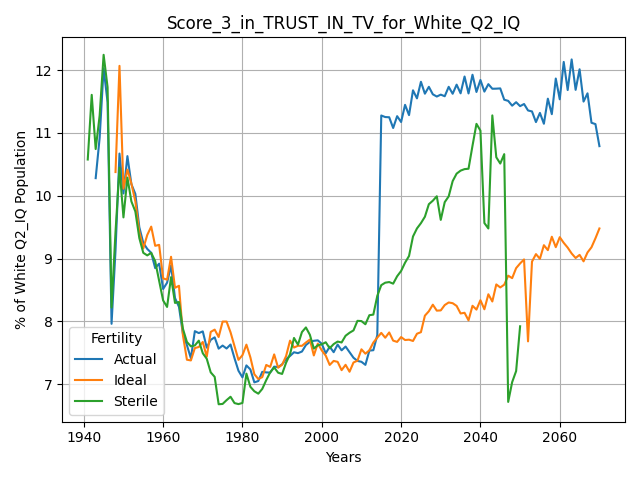 Score_3_in_TRUST_IN_TV_for_White_Q2_IQ
% of White Q2_IQ Population
12
11
10
9
8
7
Fertility
Actual
Ideal
Sterile
1940
1960
1980
2000
2020
2040
2060
Years